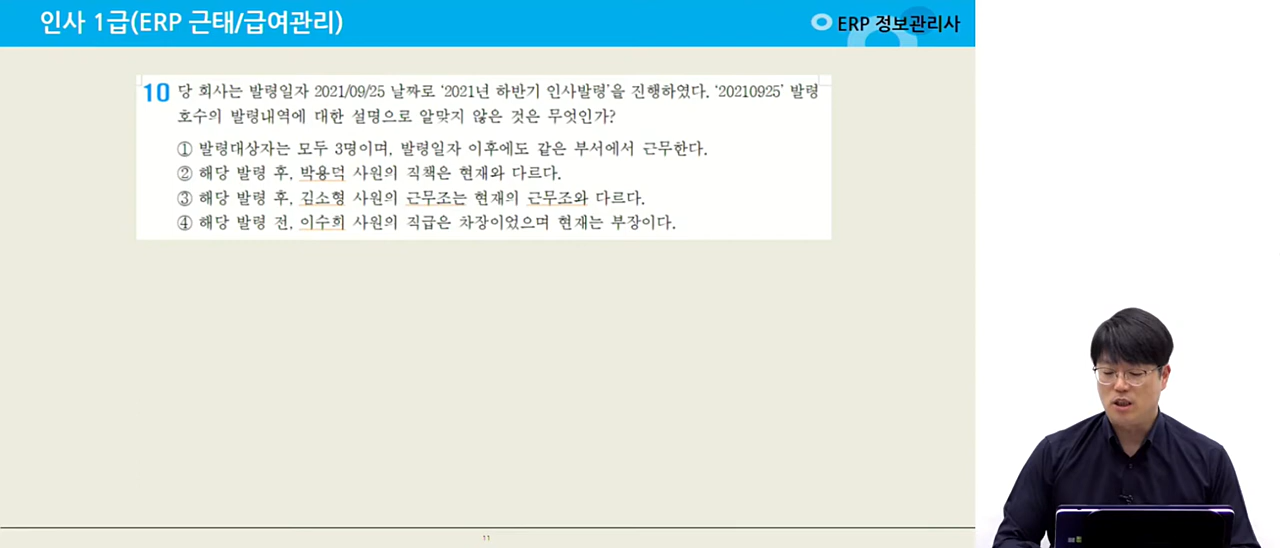 인사 1급(ERP 근태/급여관리)
ERP 정보관리사
10 당 회사는 발령일자 2021/09/25 날짜로 '2021년 하반기 인사발령'을 진행하였다. '20210925' 발령
호수의 발령내역에 대한 설명으로 알맞지 않은 것은 무엇인가?
① 발령대상자는 모두 3명이며, 발령일자 이후에도 같은 부서에서 근무한다.
② 해당 발령 후, 박용덕 사원의 직책은 현재와 다르다.
③ 해당 발령 후, 김소형 사원의 근무조는 현재의 근무조와 다르다.
④ 해당 발령 전, 이수희 사원의 직급은 차장이었으며 현재는 부장이다.
11